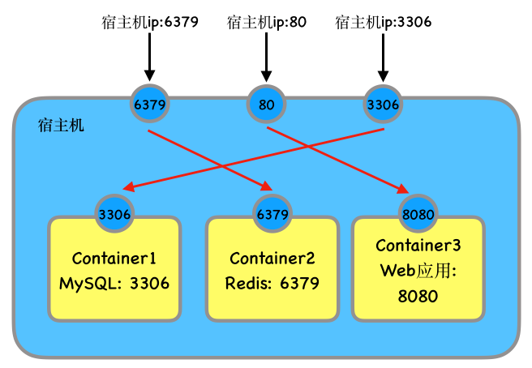 宿主机ip:6379
宿主机ip:80
宿主机ip:3306
6379
80
3306
宿主机
3306
6379
8080
Container1
MySQL: 3306
Container2
Redis: 6379
Container3
Web应用:
8080